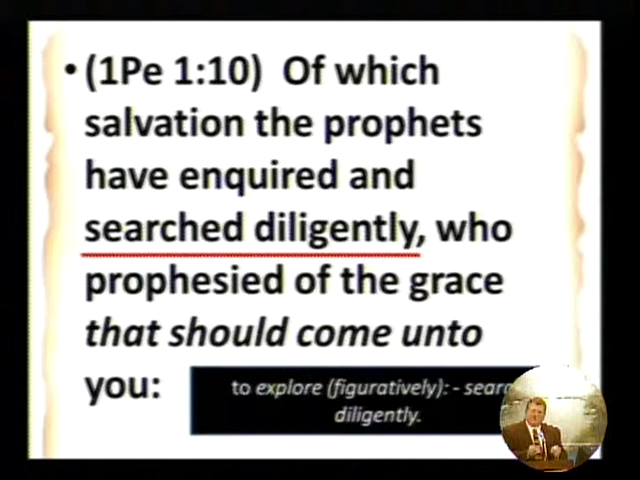 • (1Pe 1:10) Of which
salvation the prophets
have enquired and
searched diligently, who
prophesied of the grace
that should come unto
you:
to explore (figuratively): -
diligently.